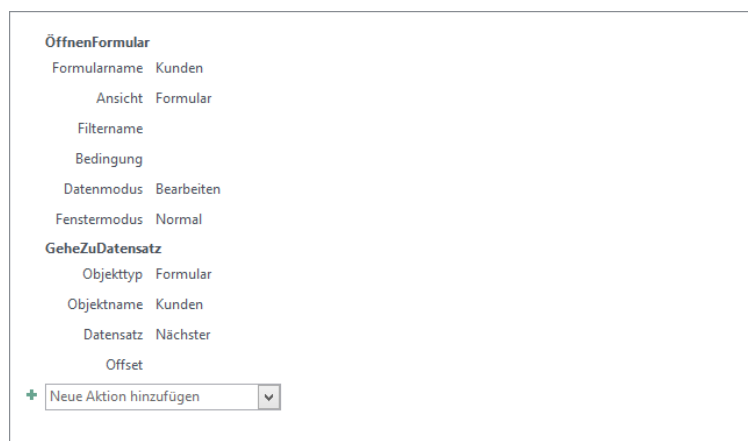 ÖffnenFormular
Formularname Kunden
Ansicht Formular
Filtername
Bedingung
Datenmodus Bearbeiten
Fenstermodus Normal
GeheZuDatensatz
Objekttyp Formular
Objektname Kunden
Datensatz Nächster
Offset
Neue Aktion hinzufügen